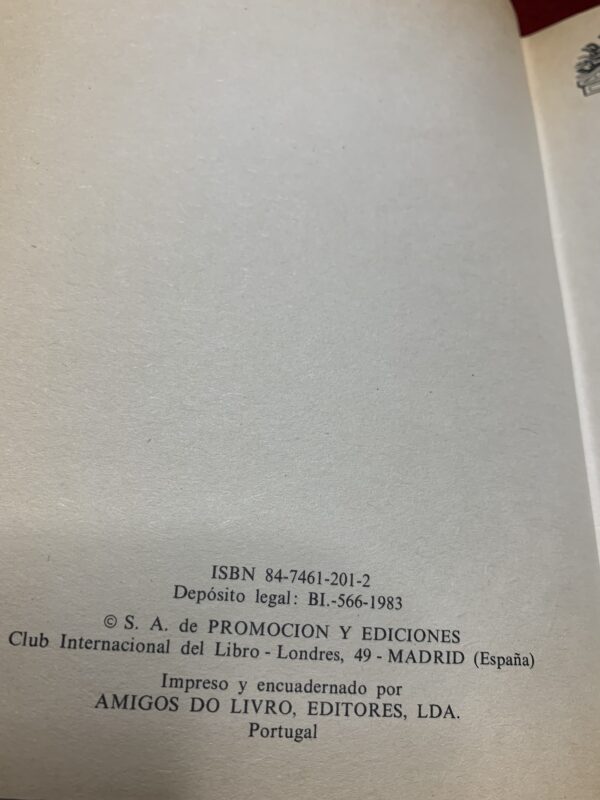 ISBN 84-7461-201-2
Depósito legal: BI.-566-1983
© S. A. de PROMOCION Y EDICIONES
Club Internacional del Libro - Londres, 49 - MADRID (España)
Impreso y encuadernado por
AMIGOS DO LIVRO, EDITORES, LDA.
Portugal